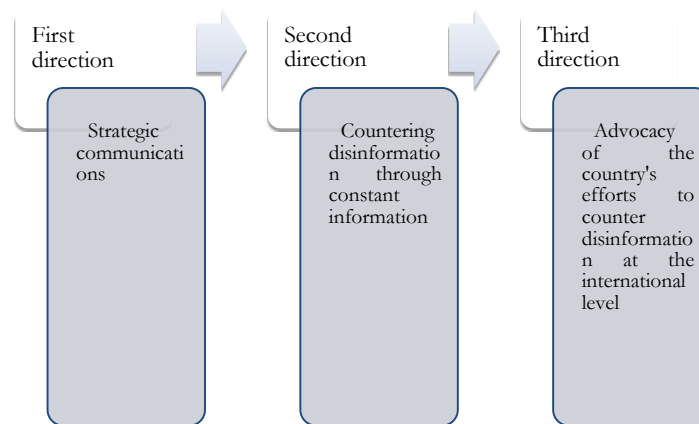 First
direction
Strategic
communicati
ons
Second
direction
Countering
disinformatio
n through
constant
information
Third
direction
Advocacy
of the
country's
efforts to
counter
disinformatio
n at the
international
level